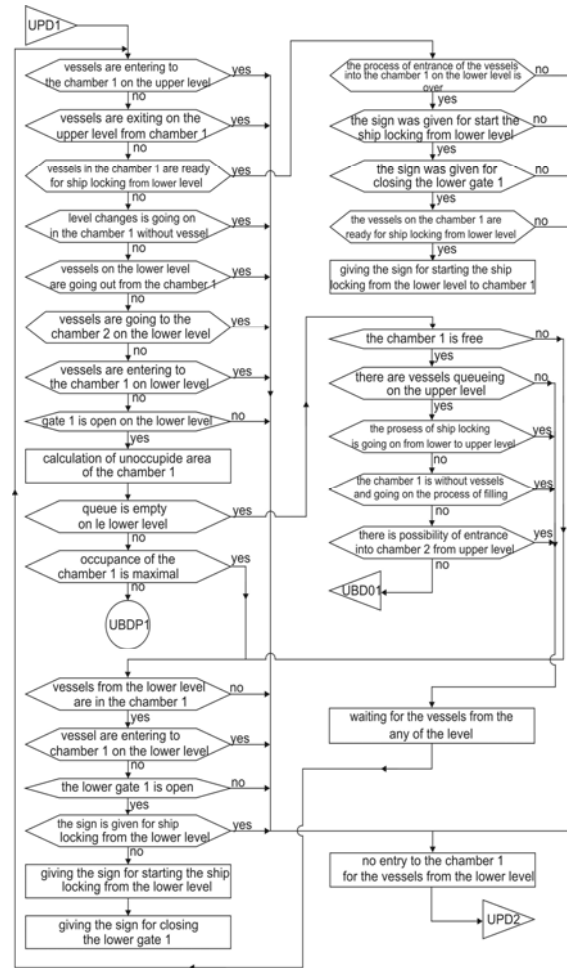 UPD1
vessels are entering to
the chamber 1 on the upper level
yes
no
vessels are exiting on the
upper level from chamber 1
yes
no
vessels in the chamber 1 are ready
for ship locking from lower level
yes
no
level changes is going on
in the chamber 1 without vessel
yes
no
vessels on the lower level
are going out from the chamber 1
yes
no
vessels are going to the
chamber 2 on the lower level
yes
no
vessels are entering to
the chamber 1 on lower level
yes
no
gate 1 is open on the lower level
no
yes
calculation of unoccupide area
of the chamber 1
queue is empty
on le lower level
yes
no
occupance of the
chamber 1 is maximal
yes
no
UBDP1
vessels from the lower level
are in the chamber 1
no
yes
vessel are entering to
chamber 1 on the lower level
yes
no
the lower gate 1 is open
no
yes
the sign is given for ship
locking from the lower level
yes
no
giving the sign for starting the ship
locking from the lower level
giving the sign for closing
the lower gate 1
the process of entrance of the vessels
into the chamber 1 on the lower level is
over
no
yes
the sign was given for start the
ship locking from lower level
no
yes
the sign was given for
closing the lower gate 1
no
yes
the vessels on the chamber 1 are
ready for ship locking from lower level
no
yes
giving the sign for starting the ship
locking from the lower level to chamber 1
the chamber 1 is free
no
yes
there are vessels queueing
on the upper level
no
yes
the prosess of ship locking
is going on from lower to upper level
yes
no
the chamber 1 is without vessels
and going on the process of filling
yes
no
there is possibility of entrance
into chamber 2 from upper level
yes
no
UBD01
waiting for the vessels from the
any of the level
no entry to the chamber 1
for the vessels from the lower level
UPD2